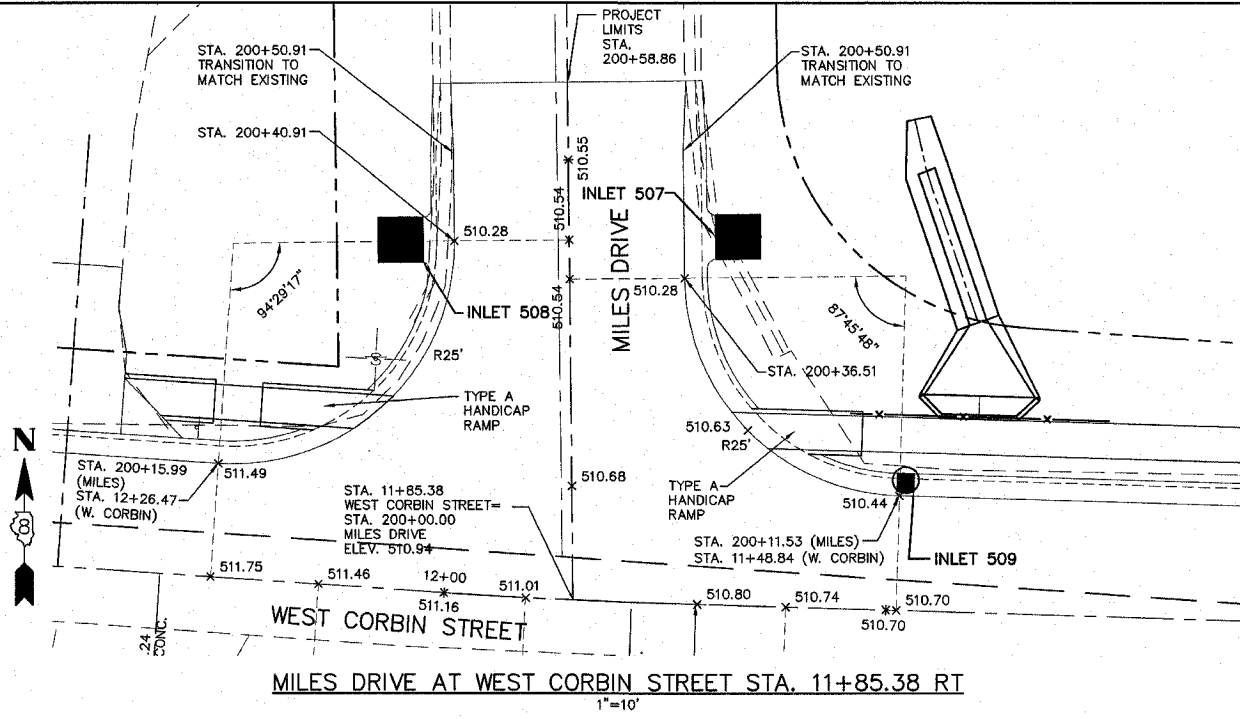 PROJECT
LIMITS
STA.
200+58.86
STA. 200+50.91
TRANSITION TO
MATCH EXISTING
STA. 200+50.91
TRANSITION TO
MATCH EXISTING
STA. 200+40.91
510.55
INLET 507
510.54
MILES DRIVE
510.28
94°29'17"
510.28
510.54
87°45'48"
INLET 508
R25'
STA. 200+36.51
TYPE A
HANDICAP
RAMP
510.63
R25'
N
STA. 200+15.99
(MILES)
STA. 12+26.47
(W. CORBIN)
511.49
510.68
STA. 11+85.38
WEST CORBIN STREET=
STA. 200+00.00
MILES DRIVE
ELEV. 510.94
TYPE A
HANDICAP
RAMP
510.44
STA. 200+11.53 (MILES)
STA. 11+48.84 (W. CORBIN)
INLET 509
511.75
511.46
12+00
511.16
511.01
510.80
510.74
510.70
510.70
WEST CORBIN STREET
.24
CONC.
MILES DRIVE AT WEST CORBIN STREET STA. 11+85.38 RT
1"=10'